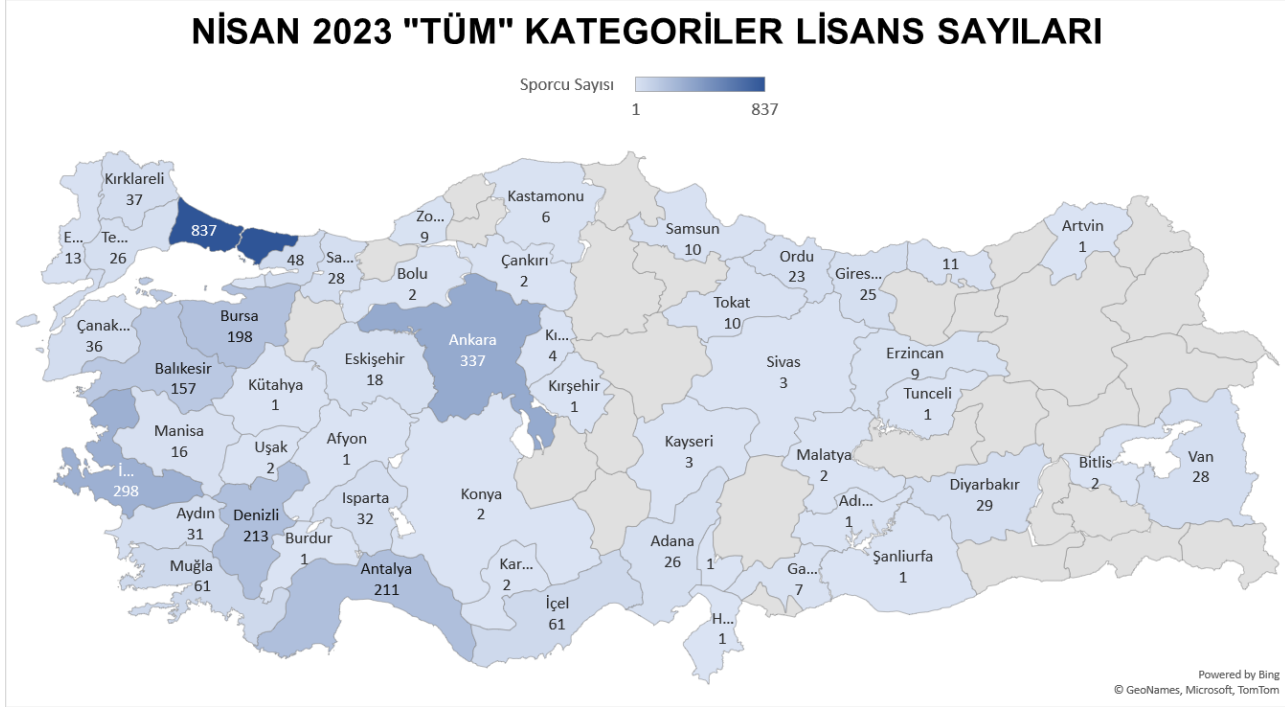 NİSAN 2023 "TÜM" KATEGORİLER LİSANS SAYILARI
Sporcu Sayısı
1
837
Kırklareli
37
E...
13
Te...
26
837
48
Sa...
28
Zo...
9
Bolu
2
Kastamonu
6
Çankırı
2
Samsun
10
Ordu
23
Gires...
25
11
Artvin
1
Tokat
10
Çanak...
36
Bursa
198
Balıkesir
157
Kütahya
1
Eskişehir
18
Ankara
337
Kı...
4
Kırşehir
1
Sivas
3
Erzincan
9
Tunceli
1
Manisa
16
Uşak
2
Afyon
1
İ...
298
Kayseri
3
Malatya
2
Bitlis
2
Van
28
Diyarbakır
29
Adı...
1
Aydın
31
Denizli
213
Isparta
32
Burdur
1
Konya
2
Muğla
61
Antalya
211
Kar...
2
İçel
61
Adana
26
1
Ga...
7
Şanlıurfa
1
H...
1
Powered by Bing
© GeoNames, Microsoft, TomTom